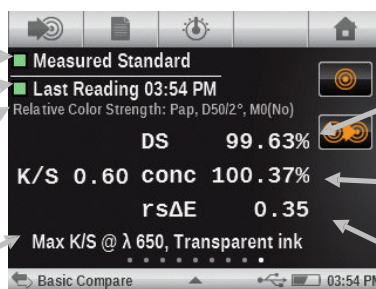 Measured Standard
Last Reading 03:54 PM
Relative Color Strength: Pap, D50/2°, M0(No)
DS 99.63%
K/S 0.60 conc 100.37%
rsΔE 0.35
Max K/S @ λ 650, Transparent ink
Basic Compare 03:54 PM